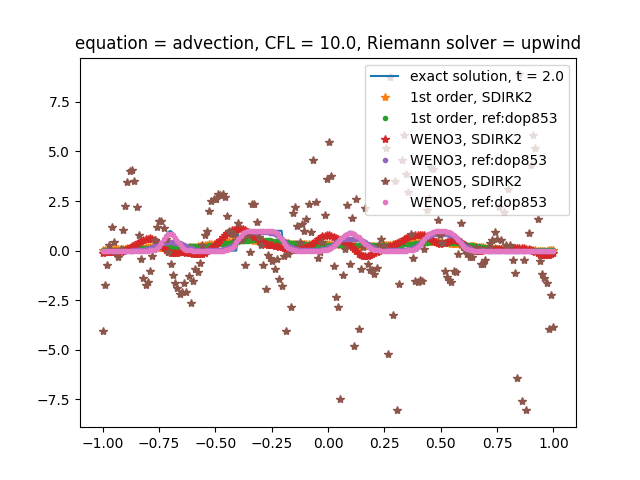 equation = advection, CFL = 10.0, Riemann solver = upwind
exact solution, t = 2.0
1st order, SDIRK2
1st order, ref:dop853
WENO3, SDIRK2
WENO3, ref:dop853
WENO5, SDIRK2
WENO5, ref:dop853
7.5
5.0
2.5
0.0
−2.5
−5.0
−7.5
−1.00 −0.75 −0.50 −0.25 0.00 0.25 0.50 0.75 1.00